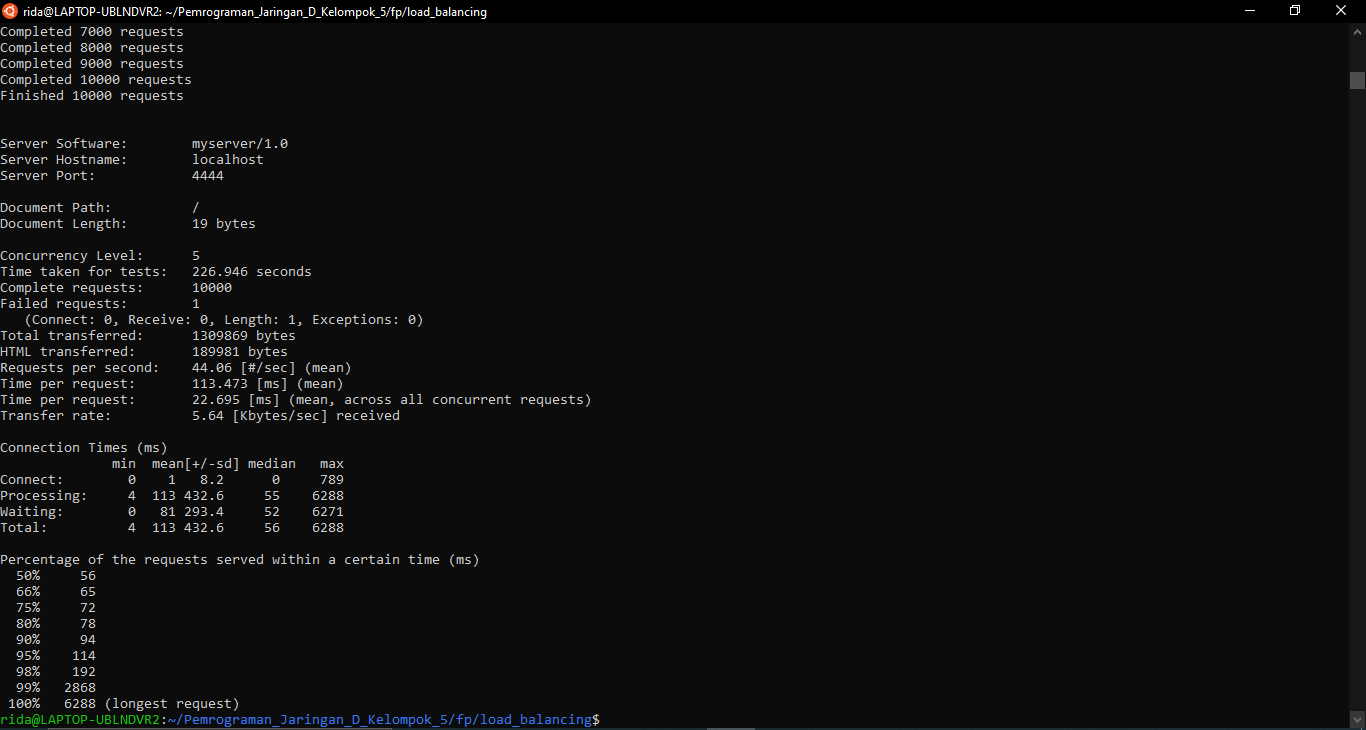 rida@LAPTOP-UBLNDVR2: ~/Pemrograman_Jaringan_D_Kelompok_5/fp/load_balancing
Completed 7000 requests
Completed 8000 requests
Completed 9000 requests
Completed 10000 requests
Finished 10000 requests
Server Software:        myserver/1.0
Server Hostname:        localhost
Server Port:            4444
Document Path:          /
Document Length:        19 bytes
Concurrency Level:      5
Time taken for tests:   226.946 seconds
Complete requests:      10000
Failed requests:        1
   (Connect: 0, Receive: 0, Length: 1, Exceptions: 0)
Total transferred:      1309869 bytes
HTML transferred:       189981 bytes
Requests per second:    44.06 [#/sec] (mean)
Time per request:       113.473 [ms] (mean)
Time per request:       22.695 [ms] (mean, across all concurrent requests)
Transfer rate:          5.64 [Kbytes/sec] received
Connection Times (ms)
              min  mean[+/-sd] median   max
Connect:        0    1   8.2      0     789
Processing:     4  113 432.6     55    6288
Waiting:        0   81 293.4     52    6271
Total:          4  113 432.6     56    6288
Percentage of the requests served within a certain time (ms)
  50%     56
  66%     65
  75%     72
  80%     78
  90%     94
  95%    114
  98%    192
  99%   2868
 100%   6288 (longest request)
rida@LAPTOP-UBLNDVR2:~/Pemrograman_Jaringan_D_Kelompok_5/fp/load_balancing$